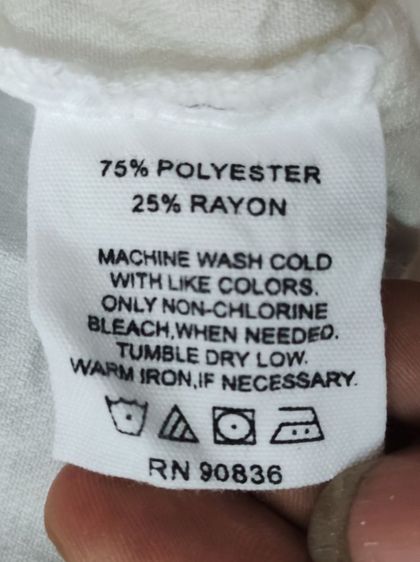 75% POLYESTER
25% RAYON
MACHINE WASH COLD
WITH LIKE COLORS.
ONLY NON-CHLORINE
BLEACH,WHEN NEEDED.
TUMBLE DRY LOW.
WARM IRON,IF NECESSARY.
RN 90836